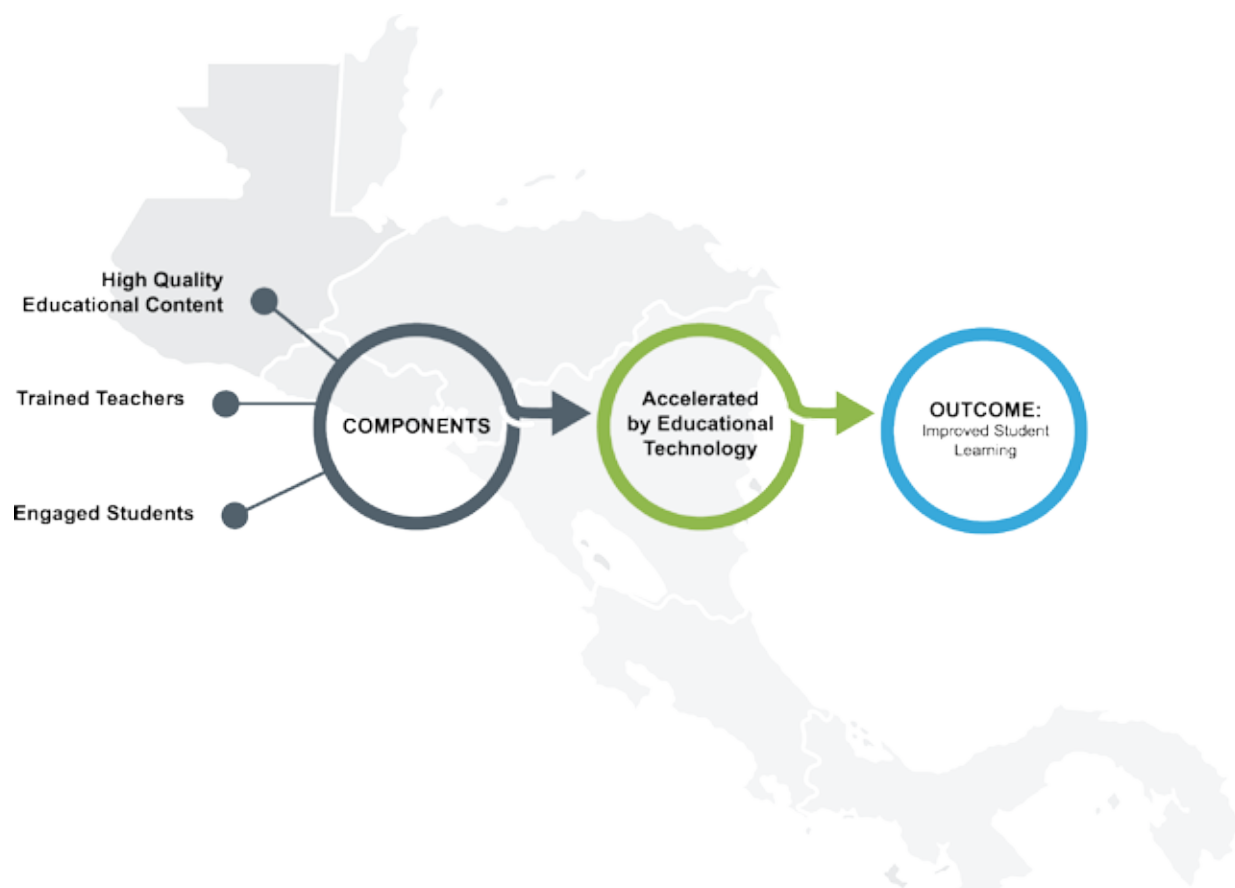 High Quality
Educational Content
Trained Teachers
Engaged Students
COMPONENTS
Accelerated
by Educational
Technology
OUTCOME:
Improved Student
Learning